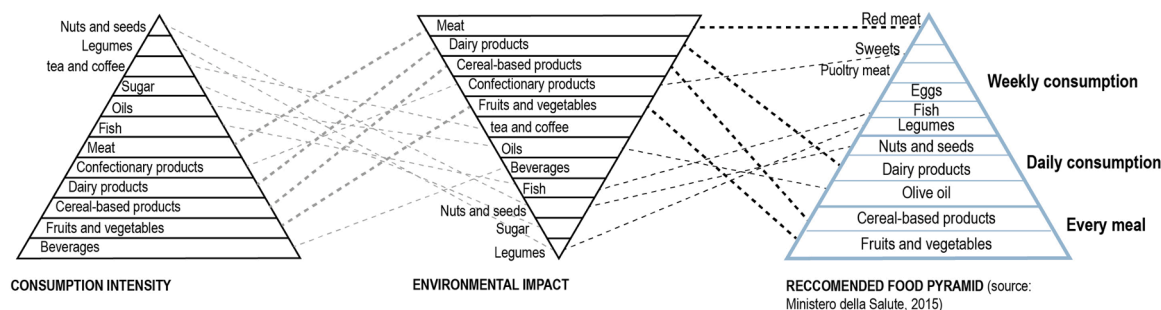 Nuts and seeds
Legumes
tea and coffee
Sugar
Oils
Fish
Meat
Confectionary products
Dairy products
Cereal-based products
Fruits and vegetables
Beverages
CONSUMPTION INTENSITY
Meat
Dairy products
Cereal-based products
Confectionary products
Fruits and vegetables
tea and coffee
Oils
Beverages
Fish
Nuts and seeds
Sugar
Legumes
ENVIRONMENTAL IMPACT
Red meat
Sweets
Puoltry meat
Eggs
Fish
Legumes
Nuts and seeds
Dairy products
Olive oil
Cereal-based products
Fruits and vegetables
Weekly consumption
Daily consumption
Every meal
RECCOMENDED FOOD PYRAMID (source:
Ministero della Salute, 2015)